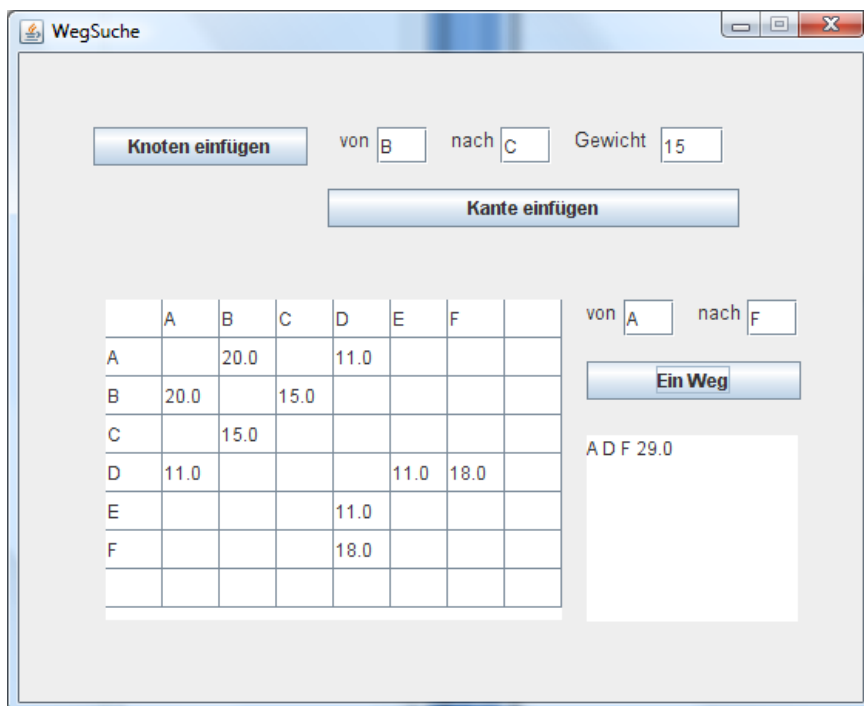 WegSuche
Knoten einfügen von B nach C Gewicht 15
Kante einfügen
A B C D E F
A 20.0 11.0
B 20.0 15.0
C 15.0
D 11.0 11.0 18.0
E 11.0
F 18.0
von A nach F
Ein Weg
A D F 29.0